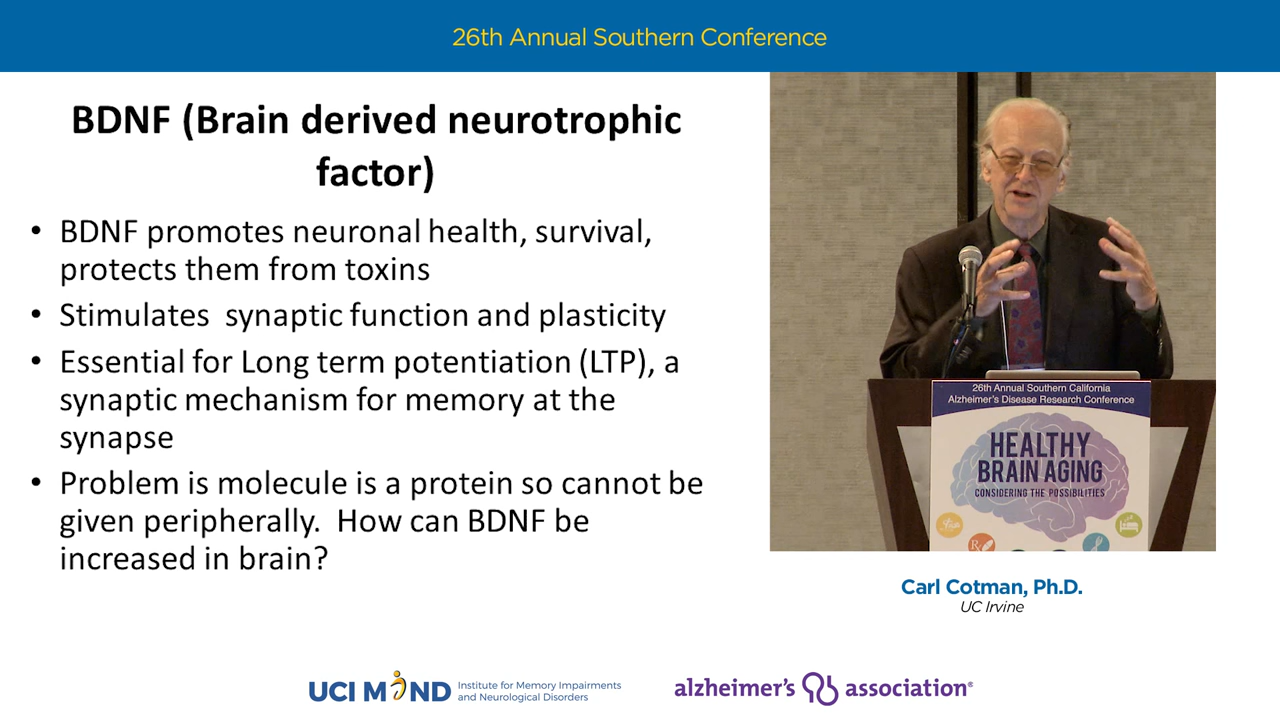 26th Annual Southern Conference
BDNF (Brain derived neurotrophic
factor)
• BDNF promotes neuronal health, survival,
protects them from toxins
• Stimulates  synaptic function and plasticity
• Essential for Long term potentiation (LTP), a
synaptic mechanism for memory at the
synapse
• Problem is molecule is a protein so cannot be
given peripherally.  How can BDNF be
increased in brain?
26th Annual Southern California
Alzheimer's Disease Research Conference
HEALTHY
BRAIN AGING
CONSIDERING THE POSSIBILITIES
Carl Cotman, Ph.D.
UC Irvine
UCI MIND
Institute for Memory Impairments
and Neurological Disorders
alzheimer's association®